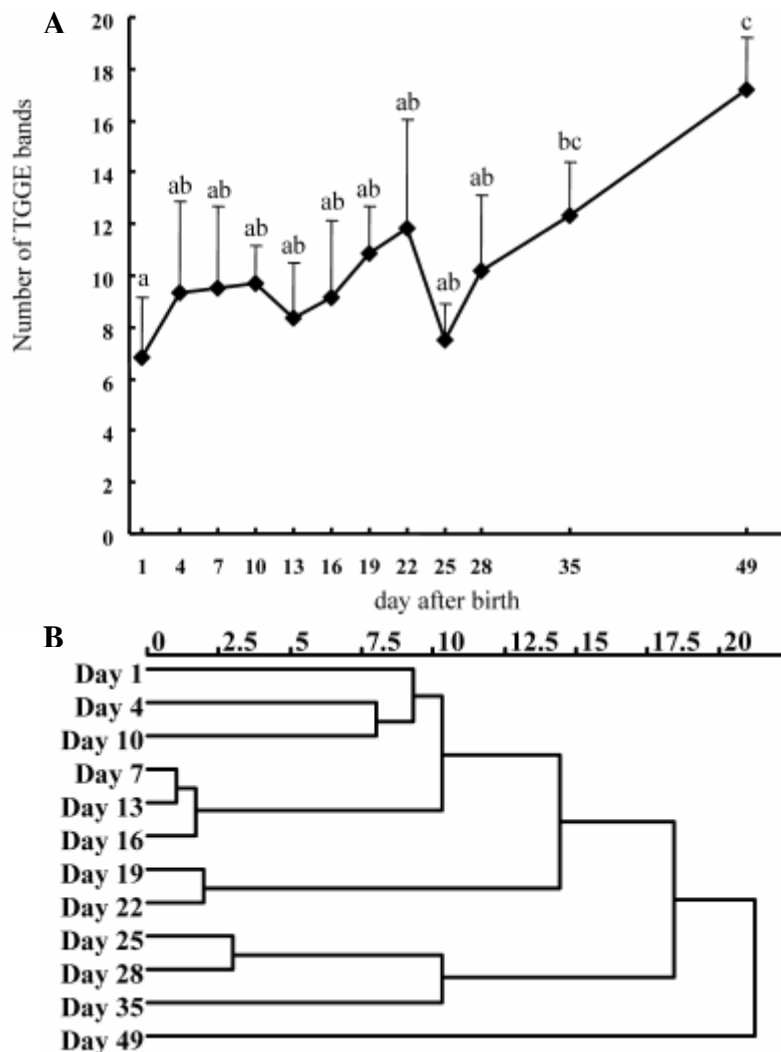 A
Number of TGGE bands
20
18
16
14
12
10
8
6
4
2
0
a
ab
ab
ab
ab
ab
ab
ab
ab
ab
bc
c
1 4 7 10 13 16 19 22 25 28 35 49
day after birth
B
0 2.5 5 7.5 10 12.5 15 17.5 20
Day 1
Day 4
Day 10
Day 7
Day 13
Day 16
Day 19
Day 22
Day 25
Day 28
Day 35
Day 49